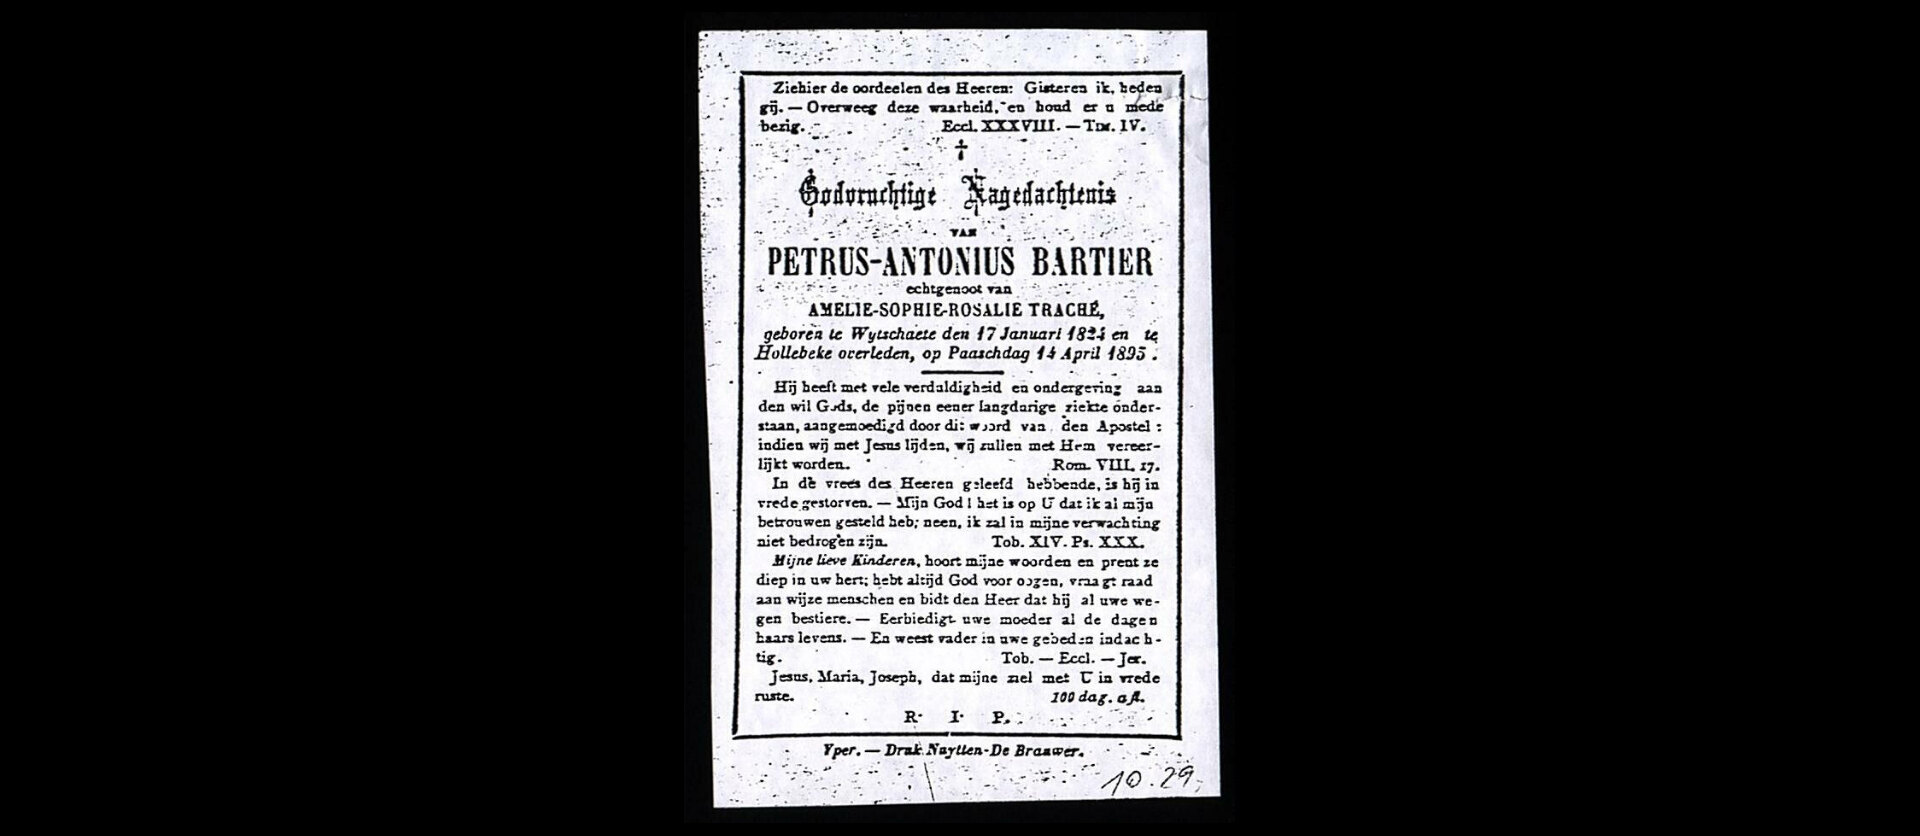 Ziehier de oordeelen des Heeren: Gisteren ik, heden
gij. — Overweeg deze waarheid, en houd er u mede
bezig. Eccl. XXXVIII. — Tim. IV.
†
Godvruchtige Nagedachtenis
VAN
PETRUS-ANTONIUS BARTIER
echtgenoot van
AMELIE-SOPHIE-ROSALIE TRACHÉ,
geboren te Wytschaete den 17 Januari 1824 en te
Hollebeke overleden, op Paaschdag 14 April 1895.
Hij heeft met vele verduldigheid en ondergeving aan
den wil Gods, de pijnen eener langdurige ziekte onder-
staan, aangemoedigd door dit woord van den Apostel :
indien wij met Jesus lijden, wij zullen met Hem vereer-
lijkt worden. Rom. VIII. 17.
In de vrees des Heeren geleefd hebbende, is hij in
vrede gestorven. — Mijn God ! het is op U dat ik al mijn
betrouwen gesteld heb; neen, ik zal in mijne verwachting
niet bedrogen zijn. Tob. XIV. Ps. XXX.
Mijne lieve Kinderen, hoort mijne woorden en prent ze
diep in uw hert; hebt altijd God voor oogen, vraagt raad
aan wijze menschen en bidt den Heer dat hij al uwe we-
gen bestiere. — Eerbiedigt uwe moeder al de dagen
haars levens. — En weest vader in uwe gebeden indach-
tig. Tob. — Eccl. — Jer.
Jesus, Maria, Joseph, dat mijne ziel met U in vrede
ruste. 100 dag. afl.
R. I. P.
Yper. — Druk Nuytten-De Brauwer.
10.29